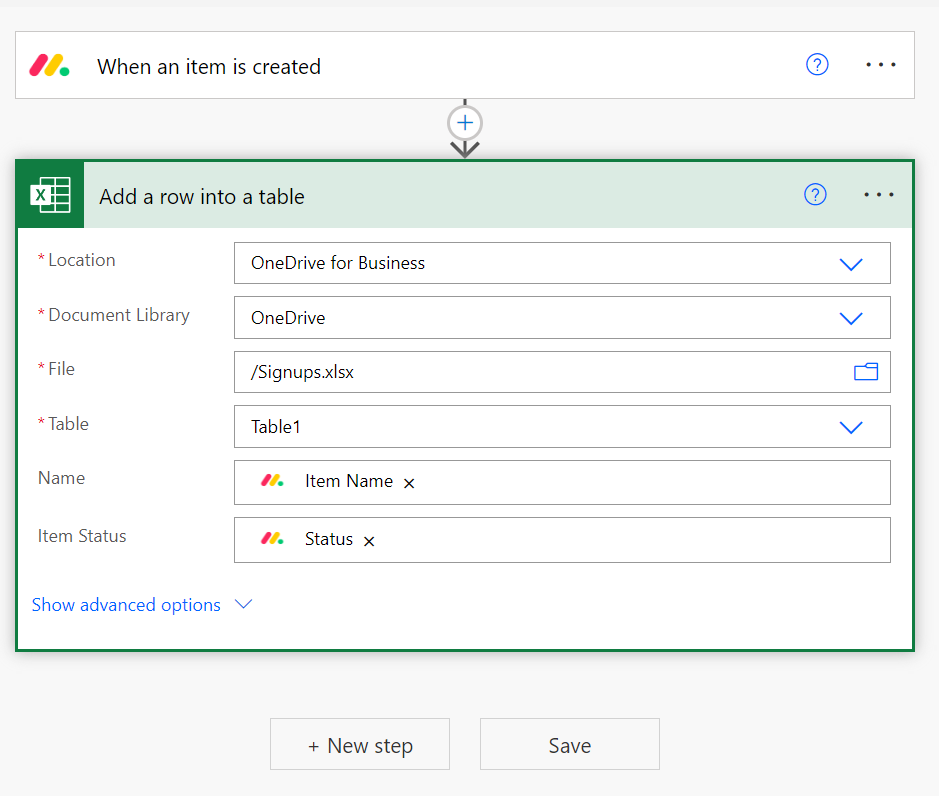 When an item is created
?
X
Add a row into a table
?
* Location
OneDrive for Business
* Document Library
OneDrive
* File
/Signups.xlsx
* Table
Table1
Name
Item Name ×
Item Status
Status ×
Show advanced options
+ New step
Save